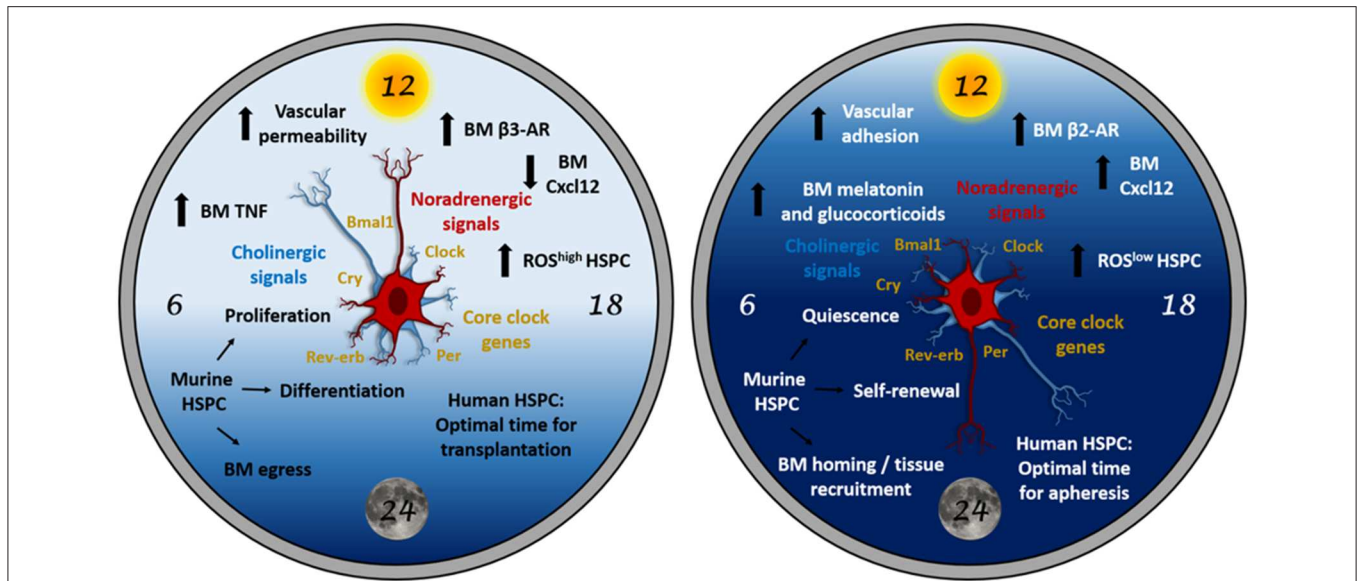 12
Vascular
permeability
BM β3-AR
BM
Cxcl12
BM TNF
Noradrenergic
signals
Bmal1
Cholinergic
signals
Clock
ROShigh HSPC
Cry
6
18
Proliferation
Core clock
genes
Rev-erb
Per
Murine
HSPC
Differentiation
Human HSPC:
Optimal time for
transplantation
BM egress
24
12
Vascular
adhesion
BM β2-AR
BM
Cxcl12
BM melatonin
and glucocorticoids
Noradrenergic
signals
Cholinergic
signals
Bmal1
Clock
ROSlow HSPC
Cry
6
18
Quiescence
Core clock
genes
Rev-erb
Per
Murine
HSPC
Self-renewal
Human HSPC:
Optimal time
for apheresis
BM homing / tissue
recruitment
24